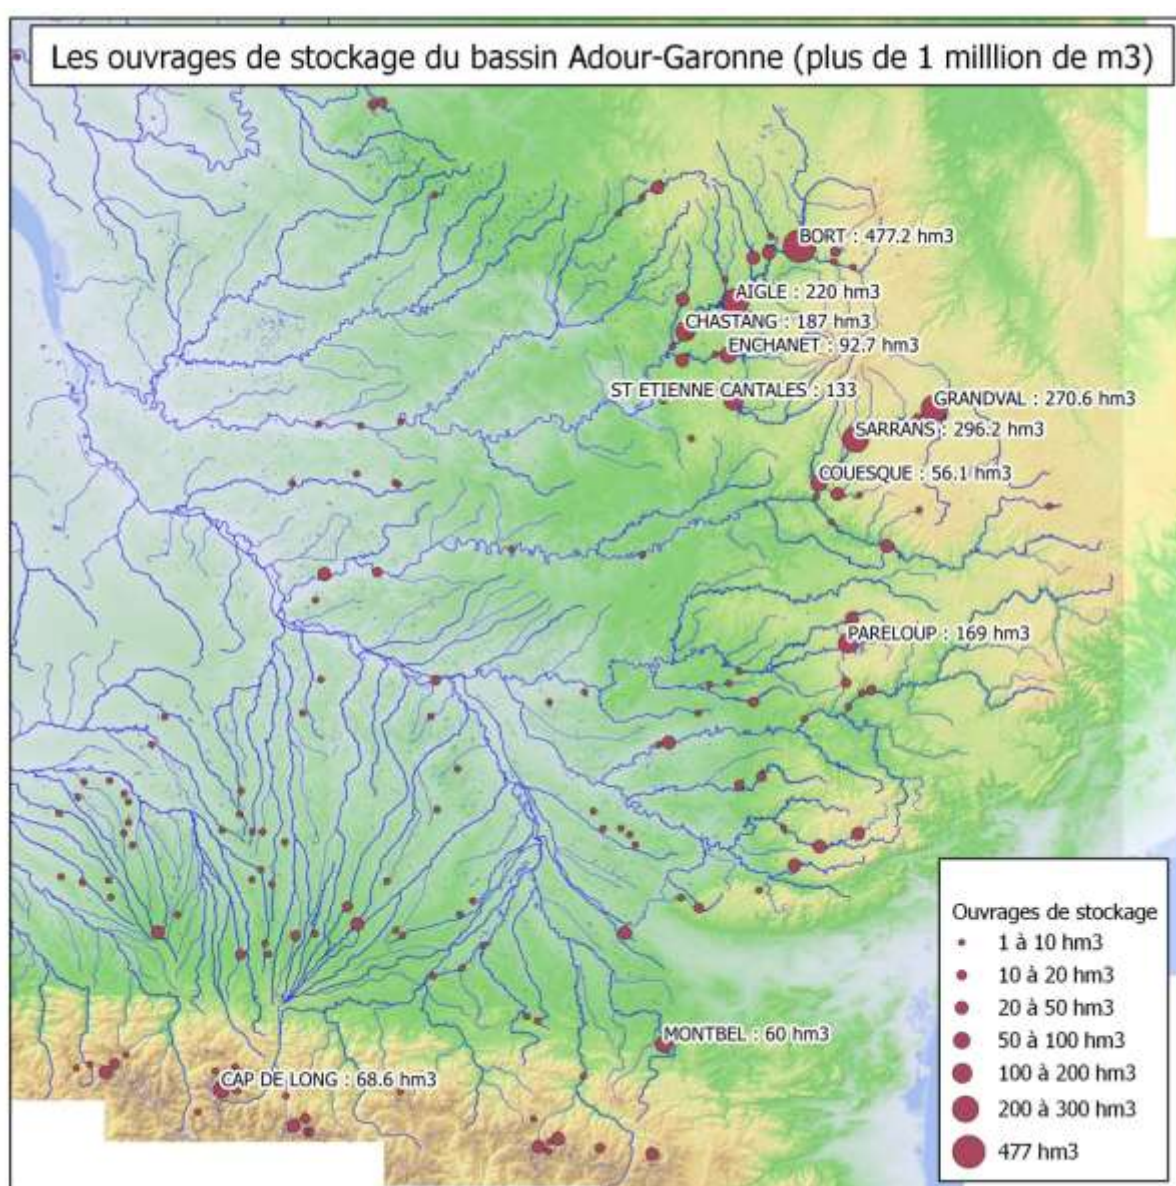 Les ouvrages de stockage du bassin Adour-Garonne (plus de 1 milllion de m3)
BORT : 477.2 hm3
AIGLE : 220 hm3
CHASTANG : 187 hm3
ENCHANET : 92.7 hm3
ST ETIENNE CANTALES : 133
GRANDVAL : 270.6 hm3
SARRANS : 296.2 hm3
COUESQUE : 56.1 hm3
PARELOUP : 169 hm3
MONTBEL : 60 hm3
CAP DE LONG : 68.6 hm3
Ouvrages de stockage
1 à 10 hm3
10 à 20 hm3
20 à 50 hm3
50 à 100 hm3
100 à 200 hm3
200 à 300 hm3
477 hm3